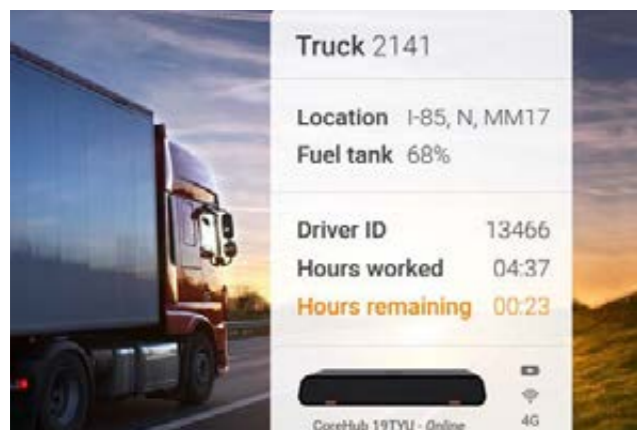 Truck 2141
Location I-85, N, MM17
Fuel tank 68%
Driver ID 13466
Hours worked 04:37
Hours remaining 00:23
CoreHub 19TYU - Online
4G